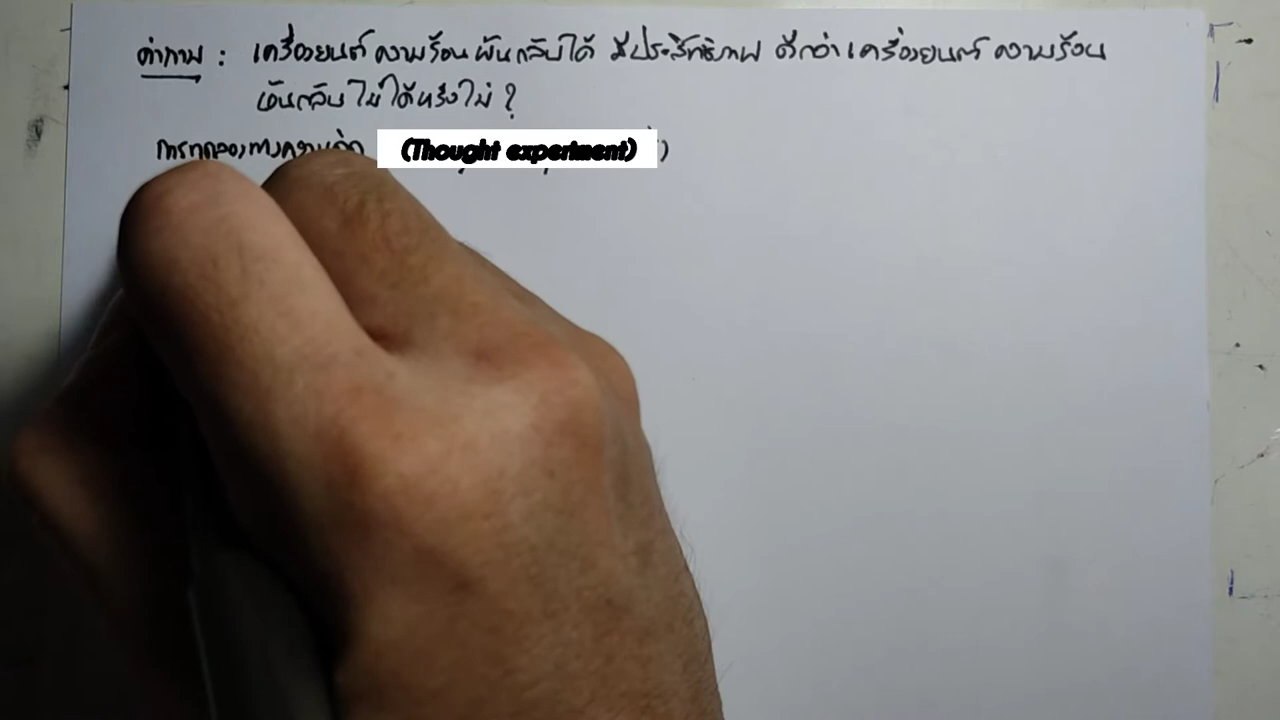 คำถาม : เครื่องยนต์ความร้อนผันกลับได้ มีประสิทธิภาพ ดีกว่า เครื่องยนต์ ความร้อน
ผันกลับไม่ได้หรือไม่ ?
การทดลองทางความคิด (Thought experiment) )